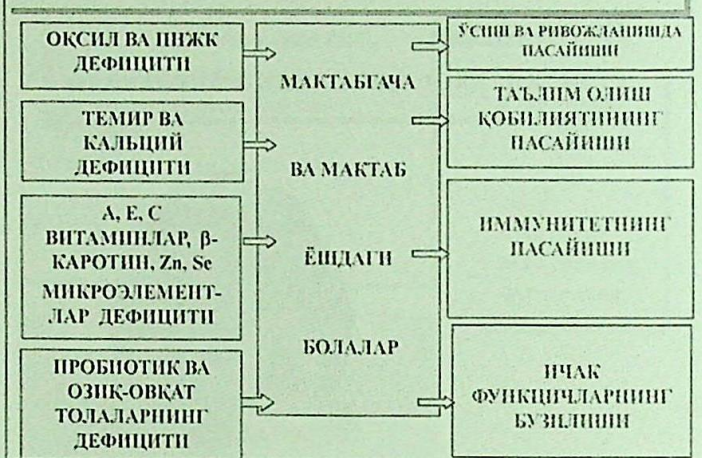 ОҚСИЛ ВА ПНЖК
ДЕФИЦИТИ
ТЕМИР ВА
КАЛЬЦИЙ
ДЕФИЦИТИ
А, Е, С
ВИТАМИНЛАР, β-
КАРОТИН, Zn, Se
МИКРОЭЛЕМЕНТ-
ЛАР ДЕФИЦИТИ
ПРОБИОТИК ВА
ОЗИҚ-ОВҚАТ
ТОЛАЛАРНИНГ
ДЕФИЦИТИ
МАКТАБГАЧА
ВА МАКТАБ
ЁШДАГИ
БОЛАЛАР
ЎСИШ ВА РИВОЖЛАНИШДА
ПАСАЙИШИ
ТАЪЛИМ ОЛИШ
ҚОБИЛИЯТИНИНГ
ПАСАЙИШИ
ИММУНИТЕТНИНГ
ПАСАЙИШИ
ИЧАК
ФУНКЦИЧЛАРНИНГ
БУЗИЛИШИ